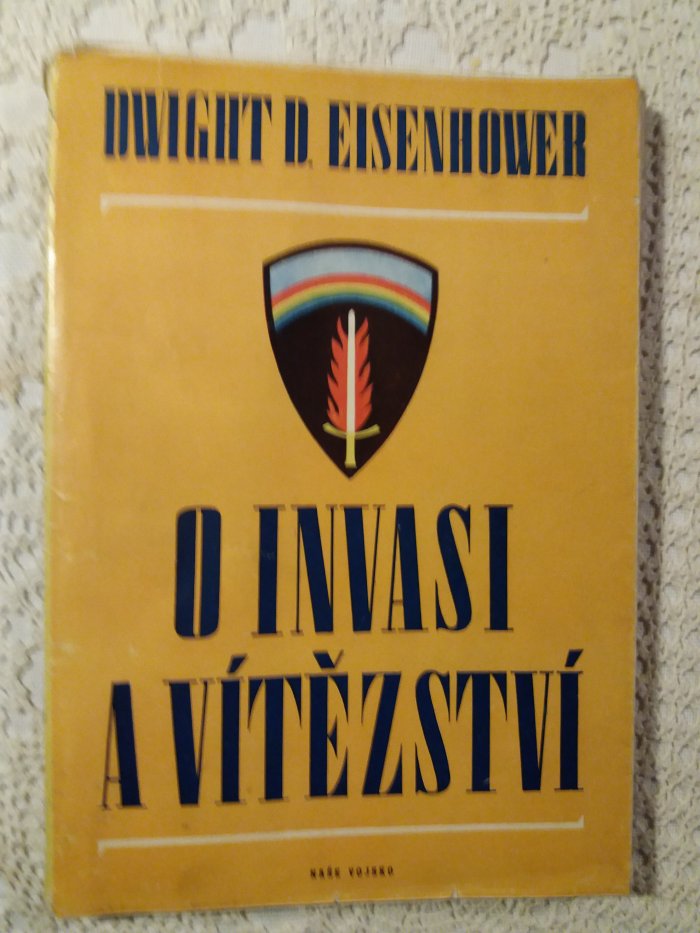 DWIGHT D. EISENHOWER
O INVASI
A VÍTĚZSTVÍ
NAŠE VOJSKO